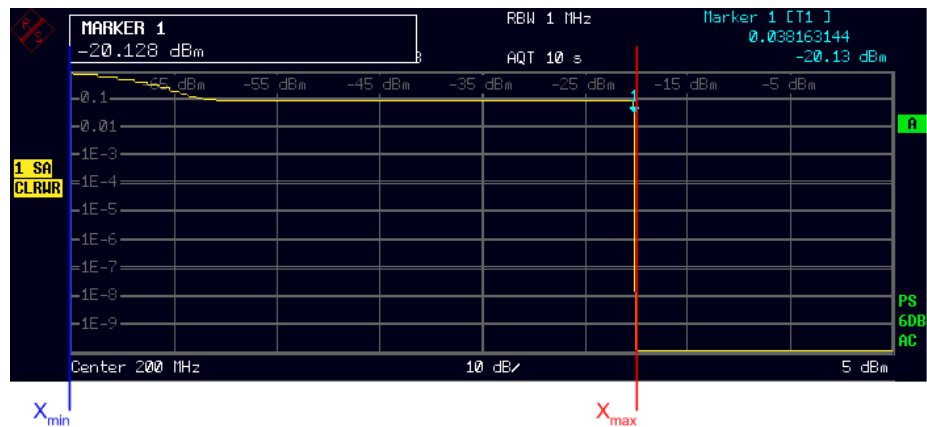 R S
MARKER 1
-20.128 dBm
RBW 1 MHz
AQT 10 s
Marker 1 [T1 ]
0.038163144
-20.13 dBm
-65 dBm -55 dBm -45 dBm -35 dBm -25 dBm -15 dBm -5 dBm
1
0.1
0.01
1E-3
1E-4
1E-5
1E-6
1E-7
1E-8
1E-9
1 SA
CLRWR
A
PS
6DB
AC
Center 200 MHz 10 dB/ 5 dBm
Xmin Xmax